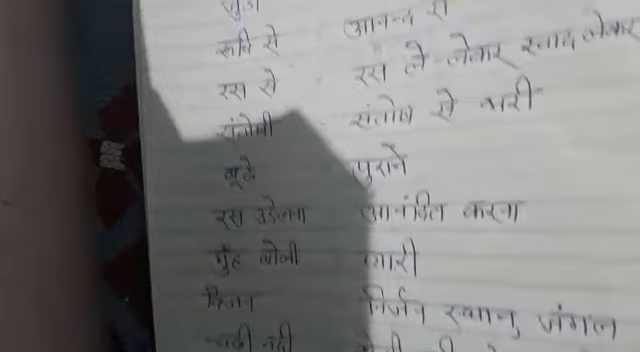 रुचि से आनन्द से
रस से रस ले लेकर स्वाद लेकर
संतोषी संतोष से भरी
बूढ़े पुराने
रस उडेलना आनंदित करना
मुँह बोली
निर्जन स्थान, जंगल